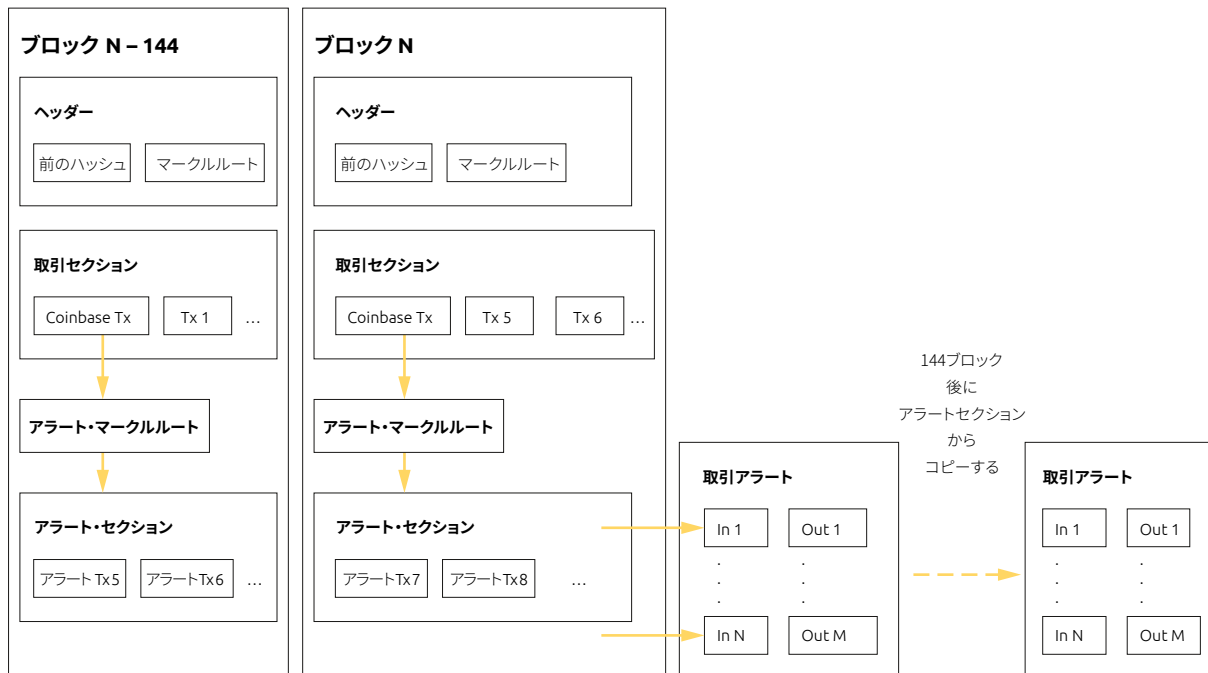 ブロック N – 144
ヘッダー
前のハッシュ
マークルルート
取引セクション
Coinbase Tx
Tx 1
...
アラート・マークルルート
アラート・セクション
アラート Tx 5
アラートTx 6
...
ブロック N
ヘッダー
前のハッシュ
マークルルート
取引セクション
Coinbase Tx
Tx 5
Tx 6
...
アラート・マークルルート
アラート・セクション
アラートTx 7
アラートTx 8
...
取引アラート
In 1
Out 1
. .
. .
. .
In N
Out M
144ブロック
後に
アラートセクション
から
コピーする
取引アラート
In 1
Out 1
. .
. .
. .
In N
Out M